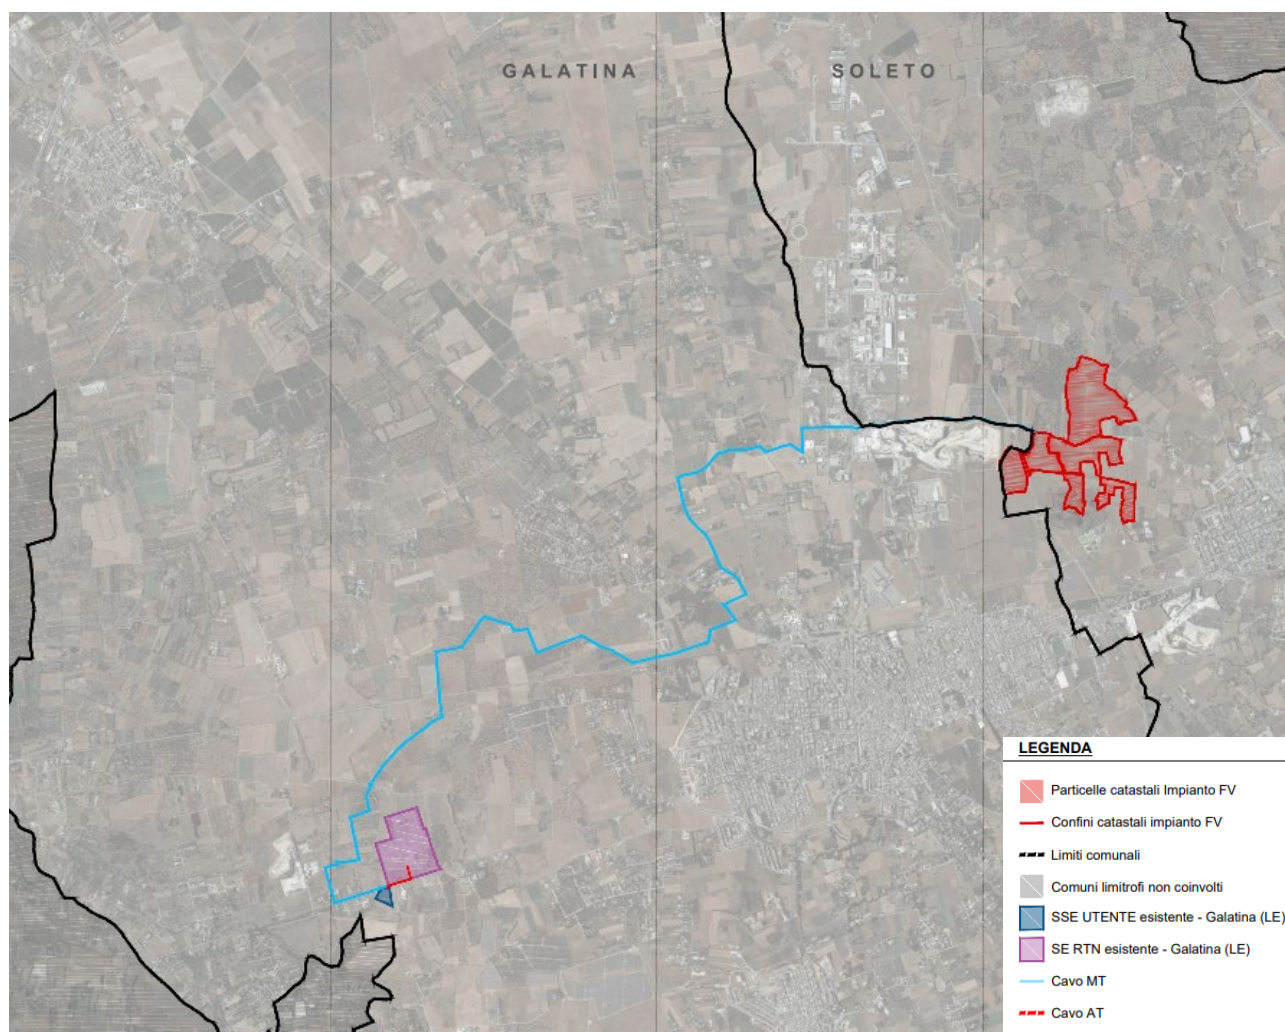 GALATINA
SOLETO
LEGENDA
Particelle catastali Impianto FV
Confini catastali impianto FV
Limiti comunali
Comuni limitrofi non coinvolti
SSE UTENTE esistente - Galatina (LE)
SE RTN esistente - Galatina (LE)
Cavo MT
Cavo AT